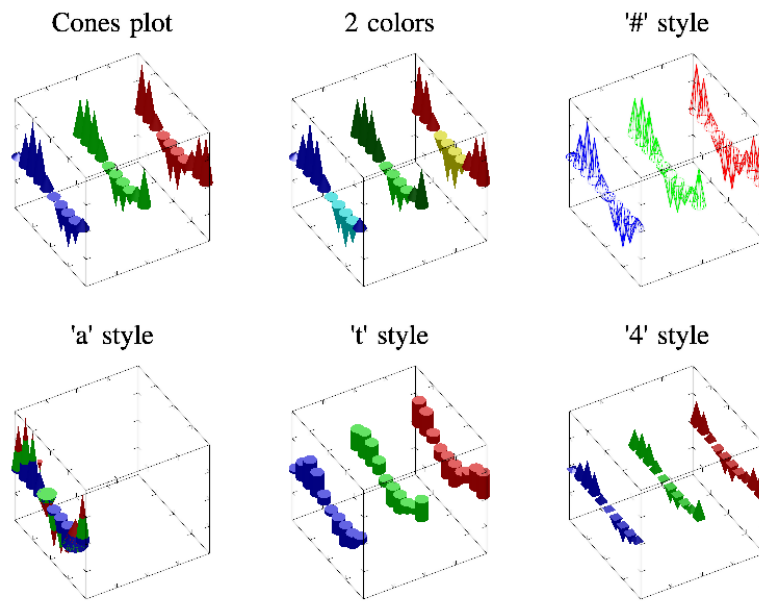 Cones plot
2 colors
'#' style
'a' style
't' style
'4' style